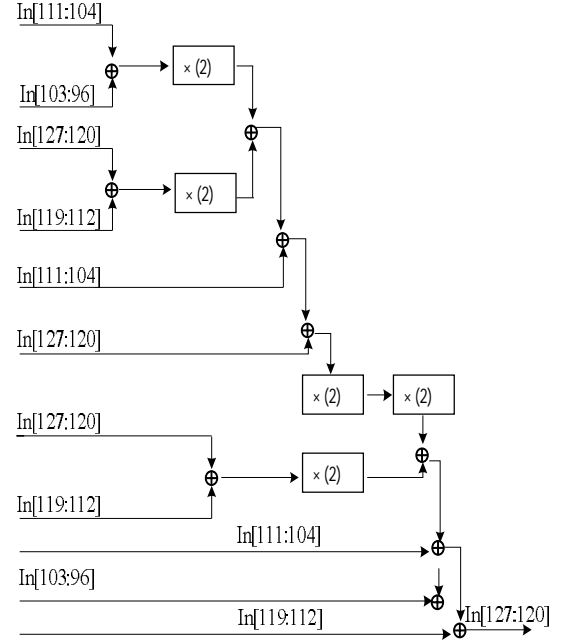 In[111:104]
× (2)
In[103:96]
In[127:120]
× (2)
In[119:112]
In[111:104]
In[127:120]
× (2)
× (2)
In[127:120]
× (2)
In[119:112]
In[111:104]
In[103:96]
In[119:112]
In[127:120]